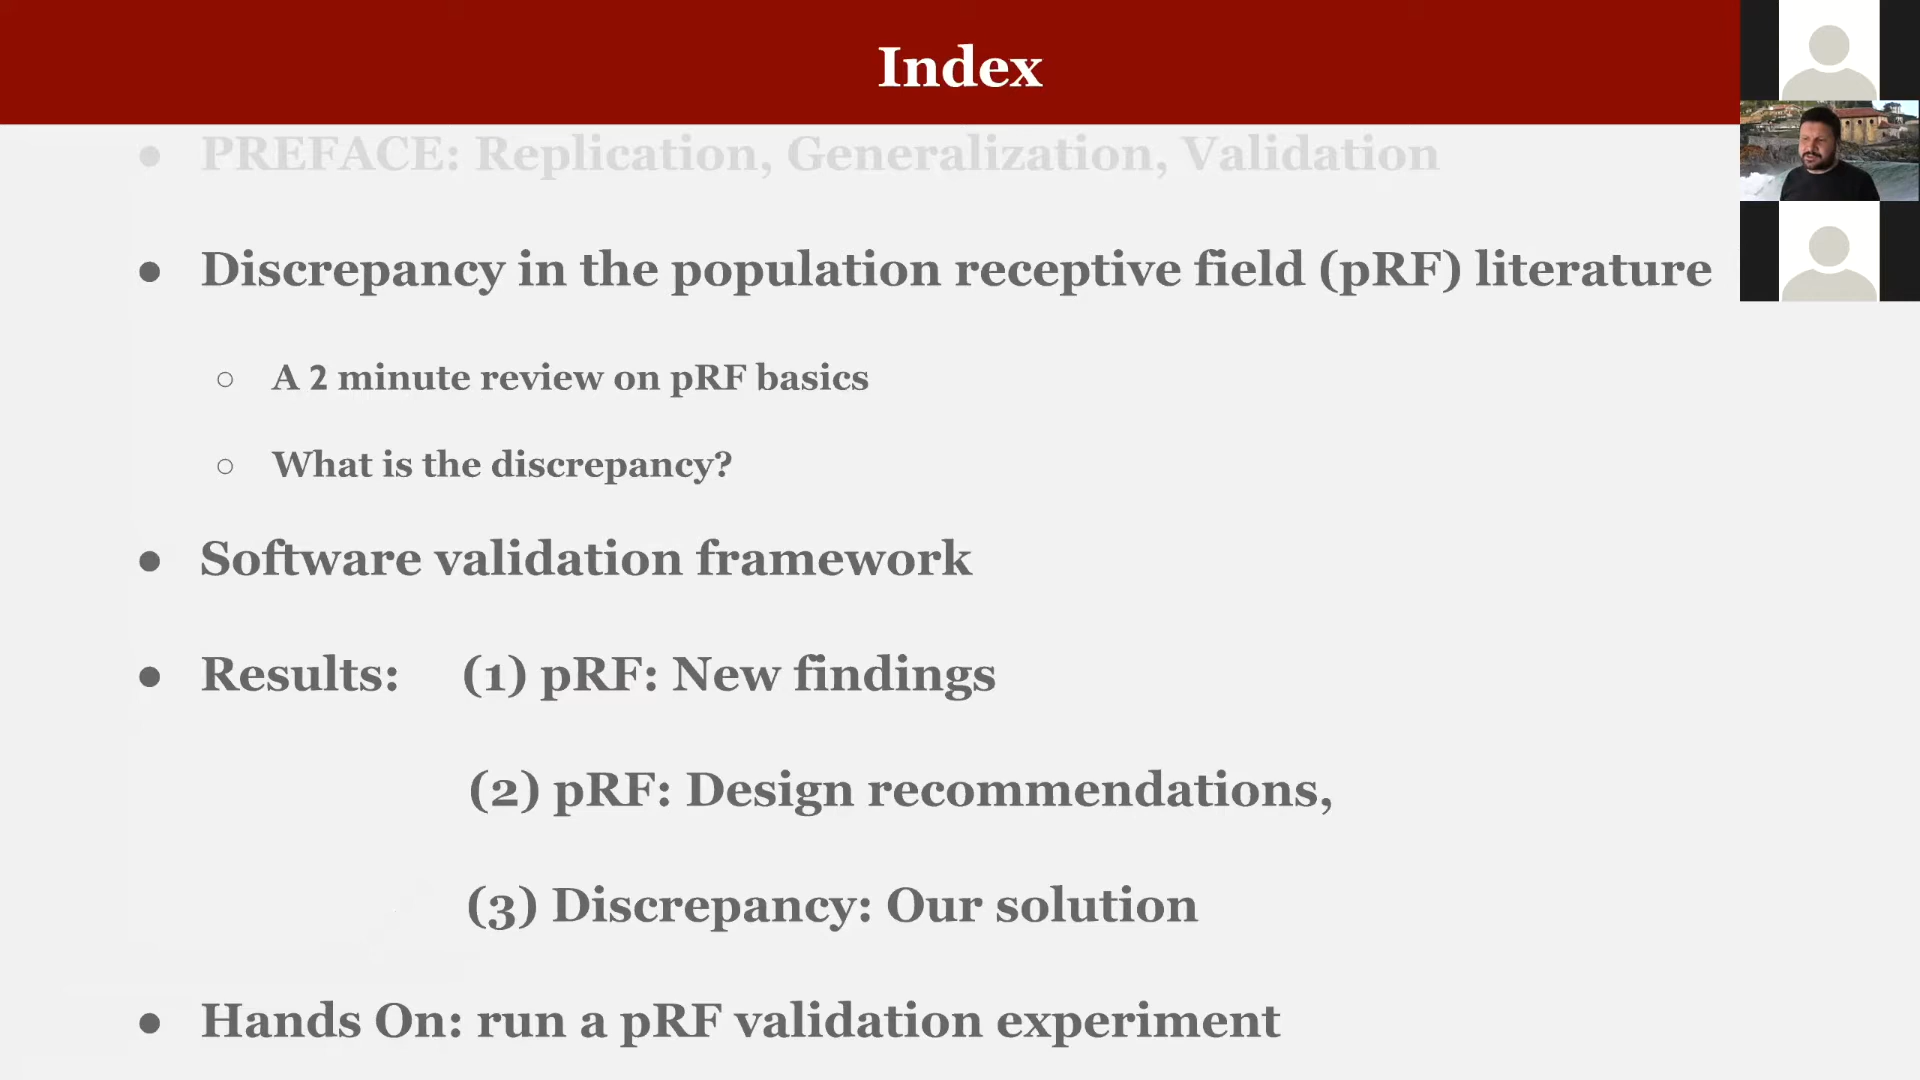 Index
● PREFACE: Replication, Generalization, Validation
● Discrepancy in the population receptive field (pRF) literature
○ A 2 minute review on pRF basics
○ What is the discrepancy?
● Software validation framework
● Results: (1) pRF: New findings
(2) pRF: Design recommendations,
(3) Discrepancy: Our solution
● Hands On: run a pRF validation experiment